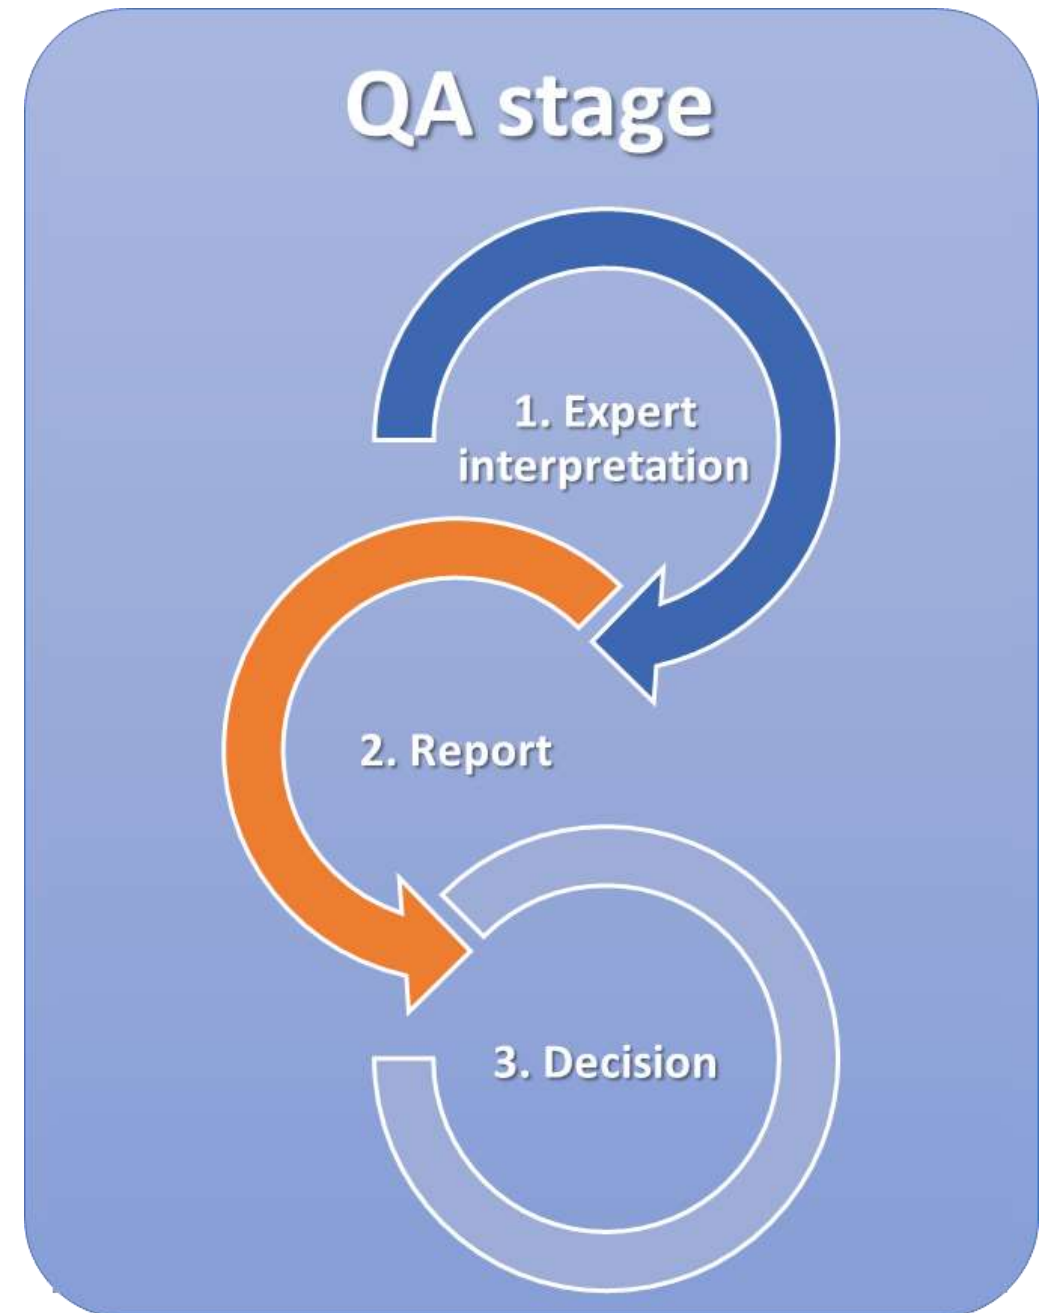 QA stage
1. Expert
interpretation
2. Report
3. Decision